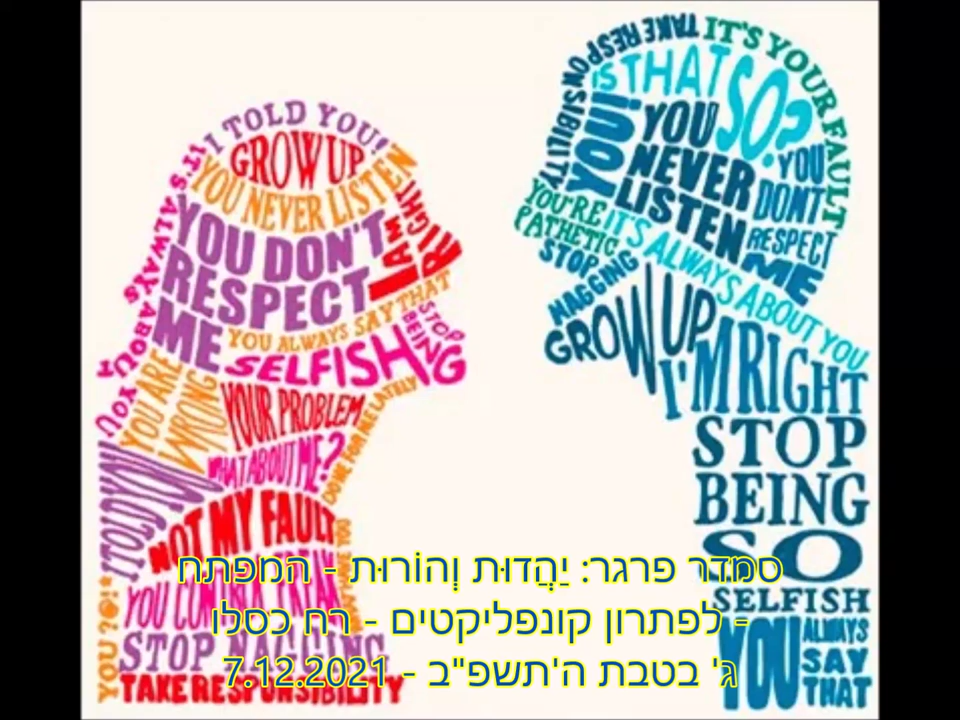 I TOLD YOU!
GROW UP
YOU NEVER LISTEN
IT'S ALWAYS ABOUT YOU
YOU DON'T
RESPECT
ME
I AM
RIGHT
YOU ALWAYS SAY THAT
STOP
BEING
SELFISH
YOU ARE
WRONG
YOUR PROBLEM
WHAT ABOUT ME?
I TOLD YOU
NOT MY FAULT
YOU
STOP NAGGING
TAKE RESPONSIBILITY
TAKE RESPONSIBILITY
IT'S YOUR FAULT
IS THAT
SO?
YOU!
YOU
NEVER
LISTEN
YOU
DONT
RESPECT
ME
YOU'RE
PATHETIC
IT'S ALWAYS ABOUT YOU
STOP
NAGGING
GROW UP
I'M RIGHT
STOP
BEING
SO
SELFISH
YOU
ALWAYS
SAY
THAT
סמדר פרגר: יַהֲדוּת וְהוֹרוּת - המפתח
לפתרון קונפליקטים - רח כסלו -
ג' בטבת ה'תשפ"ב - 7.12.2021